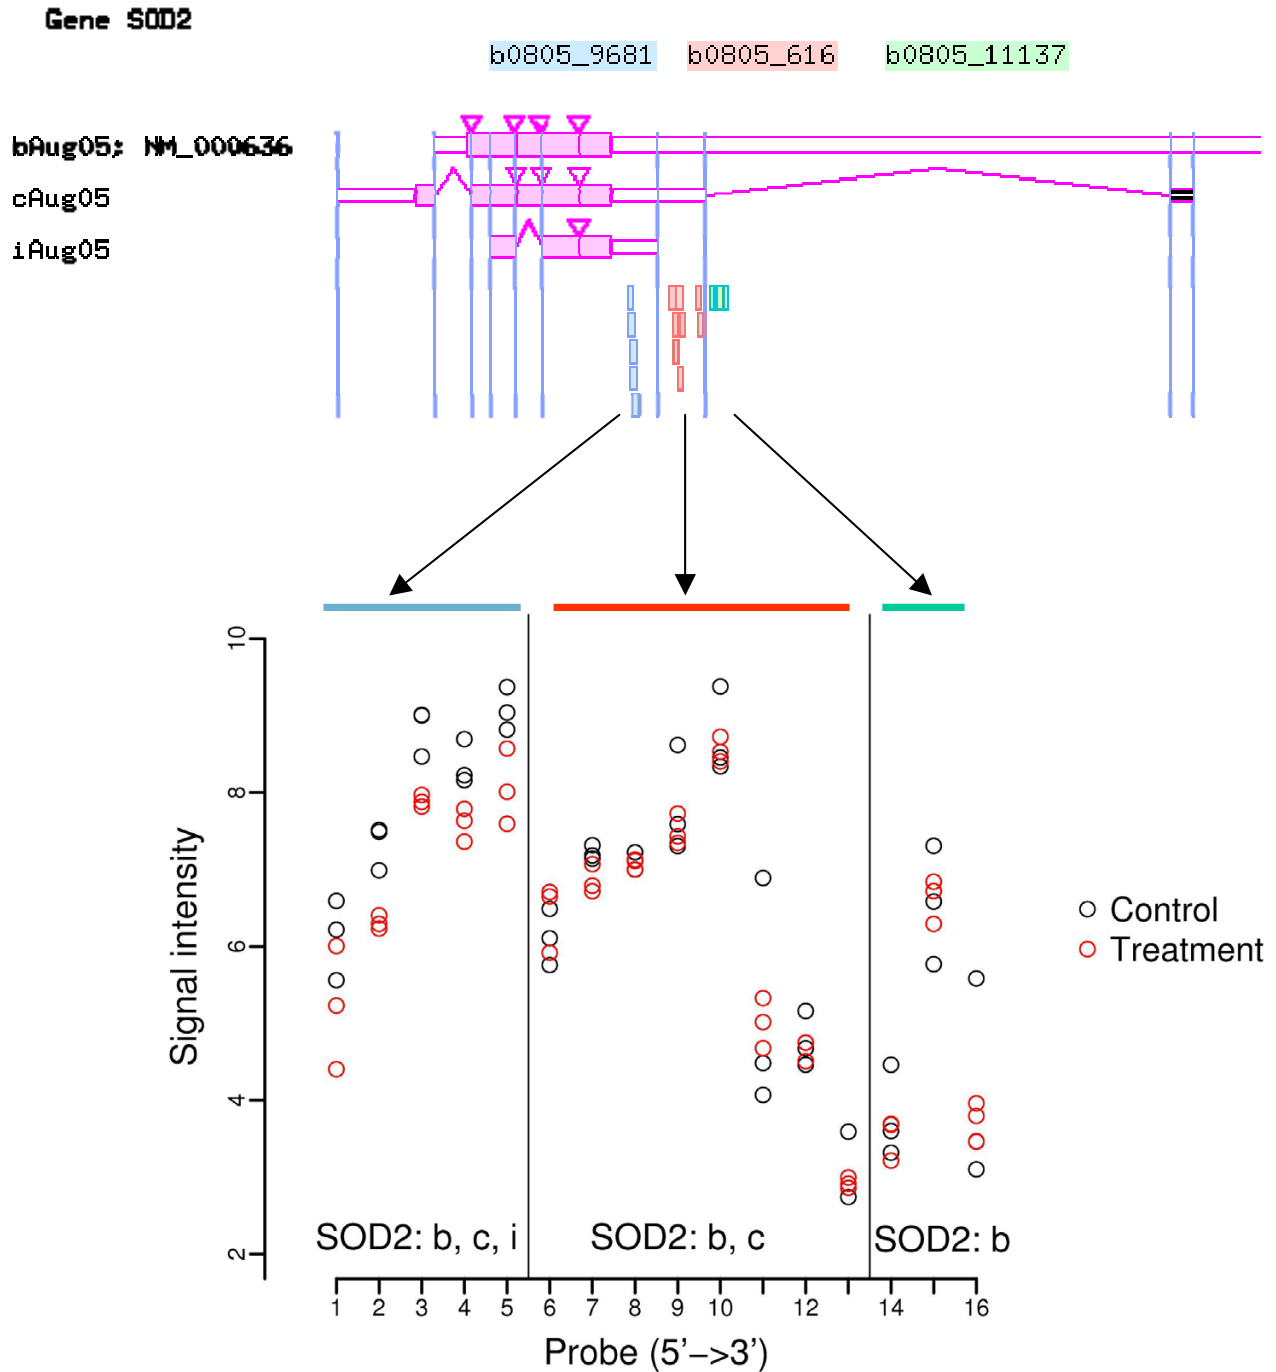 Gene SOD2
b0805_9681 b0805_616 b0805_11137
bAug05; NM_000636
cAug05
iAug05
10
8
6
4
2
Signal intensity
Control
Treatment
SOD2: b, c, i SOD2: b, c SOD2: b
1 2 3 4 5 6 7 8 9 10 12 14 16
Probe (5’->3’)